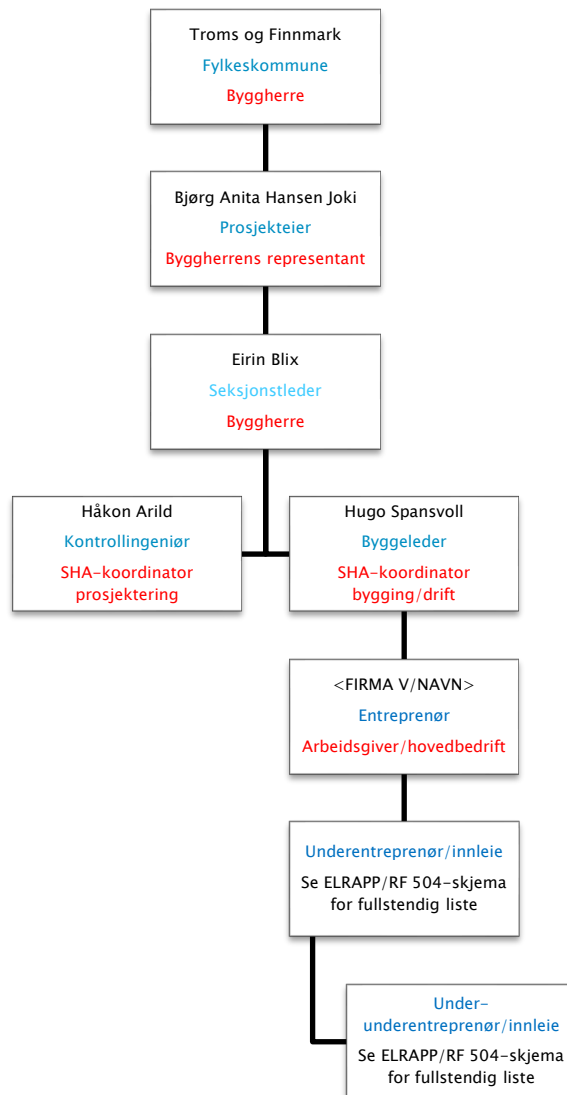 Troms og Finnmark
Fylkeskommune
Byggherre
Bjørg Anita Hansen Joki
Prosjekteier
Byggherrens representant
Eirin Blix
Seksjonstleder
Byggherre
Håkon Arild
Kontrollingeniør
SHA-koordinator
prosjektering
Hugo Spansvoll
Byggeleder
SHA-koordinator
bygging/drift
<FIRMA V/NAVN>
Entreprenør
Arbeidsgiver/hovedbedrift
Underentreprenør/innleie
Se ELRAPP/RF 504-skjema
for fullstendig liste
Under-
underentreprenør/innleie
Se ELRAPP/RF 504-skjema
for fullstendig liste